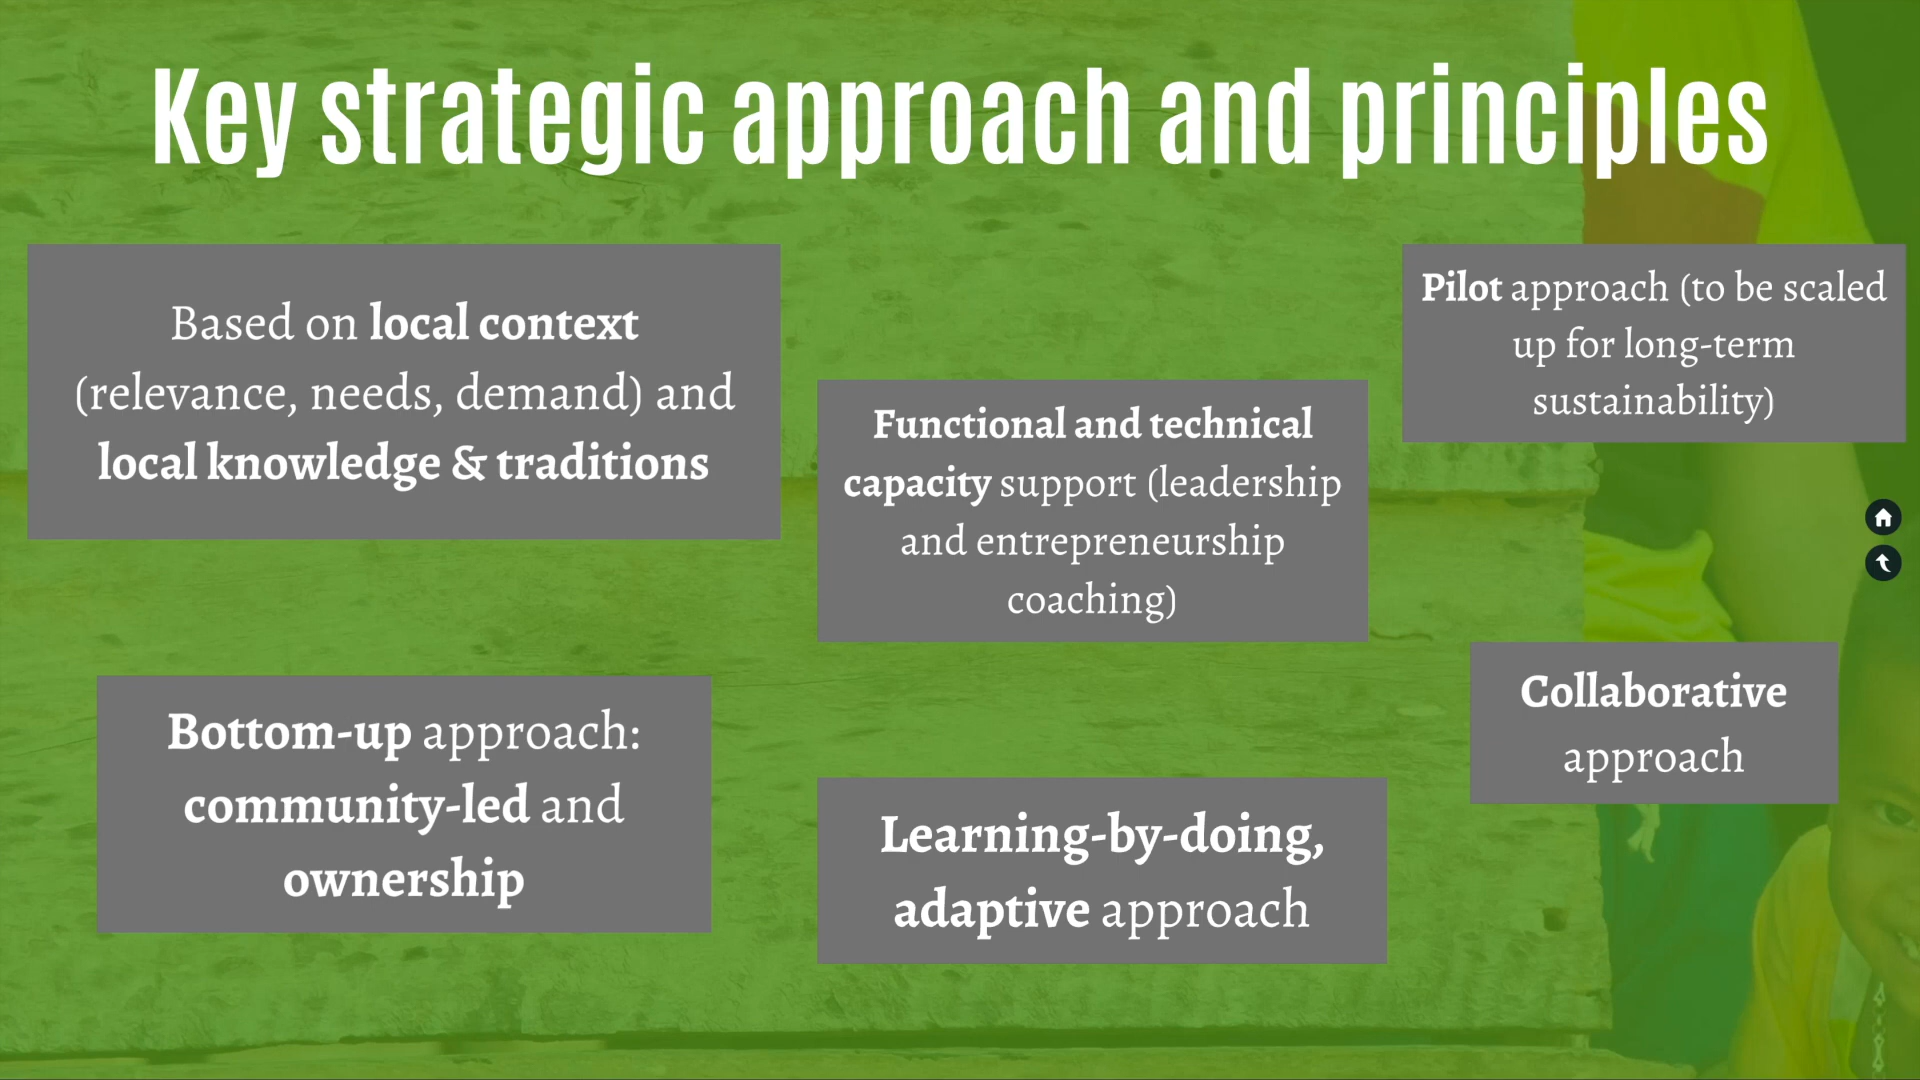 Key strategic approach and principles
Based on local context
(relevance, needs, demand) and
local knowledge & traditions
Bottom-up approach:
community-led and
ownership
Functional and technical
capacity support (leadership
and entrepreneurship
coaching)
Learning-by-doing,
adaptive approach
Pilot approach (to be scaled
up for long-term
sustainability)
Collaborative
approach